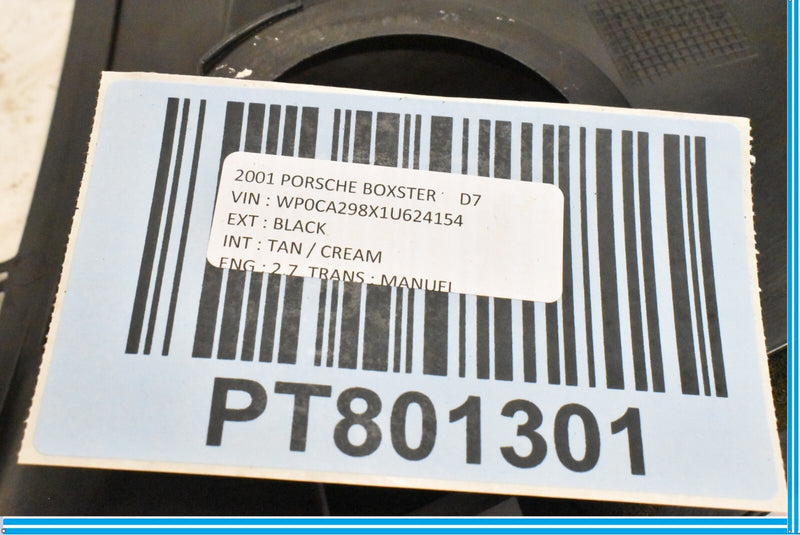 2001 PORSCHE BOXSTER D7
VIN : WP0CA298X1U624154
EXT : BLACK
INT : TAN / CREAM
ENG : 2.7 TRANS : MANUEL
PT801301